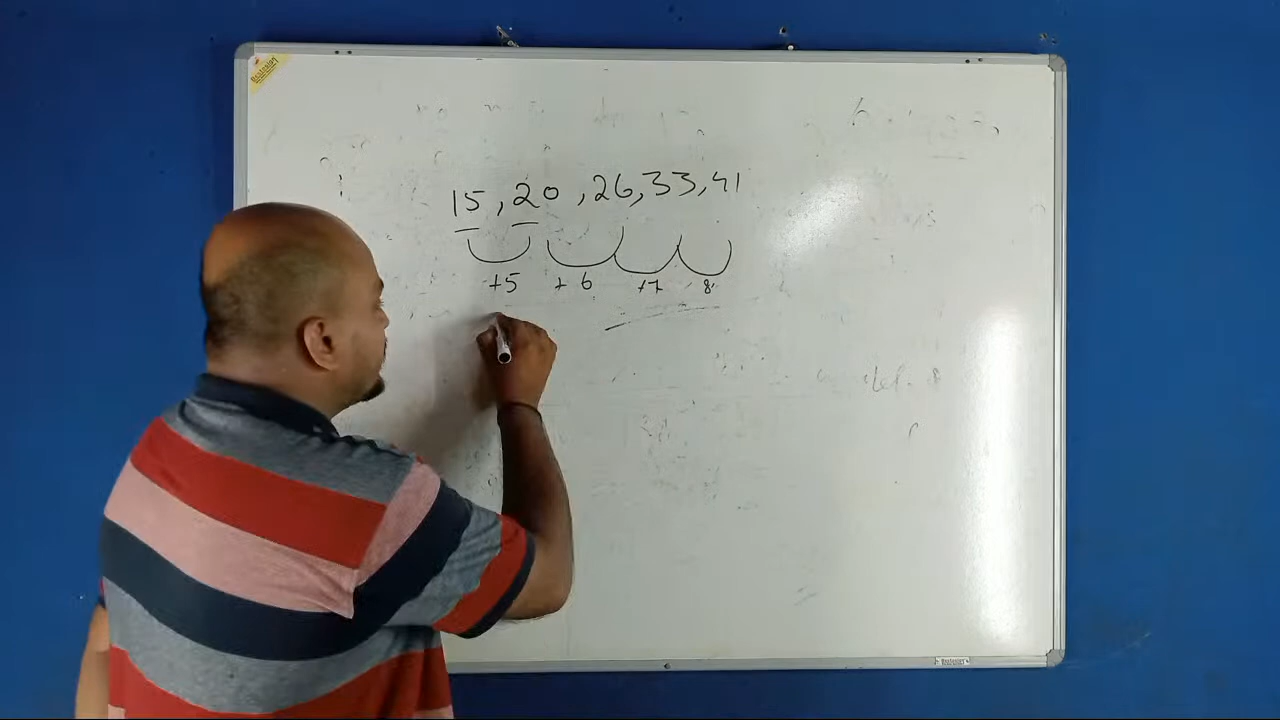 15, 20, 26, 33, 41
+5 +6 +7 8